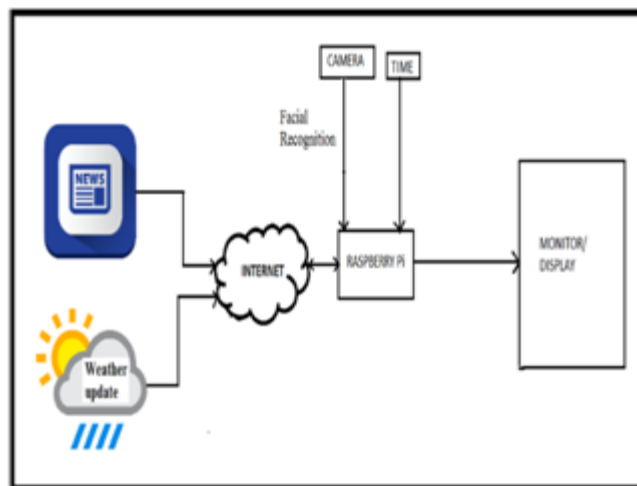 CAMERA
TIME
Facial
Recognition
NEWS
INTERNET
RASPBERRY Pi
MONITOR/
DISPLAY
Weather
update